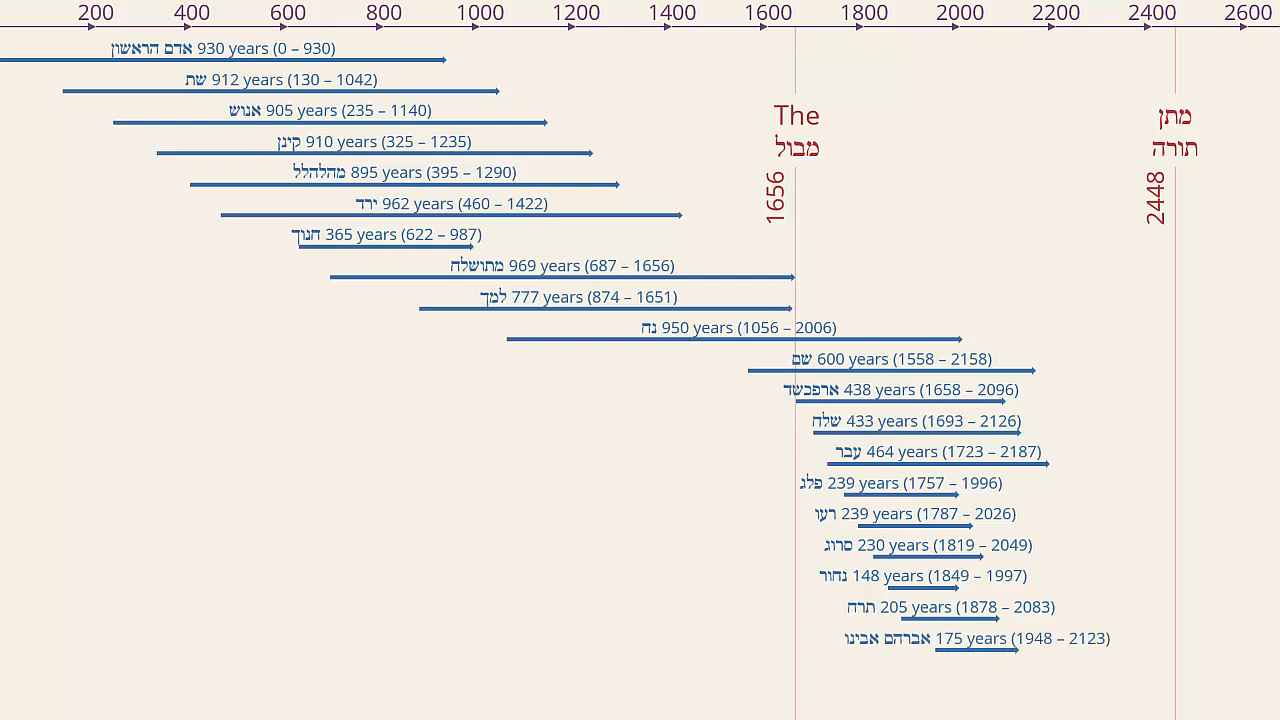 200 400 600 800 1000 1200 1400 1600 1800 2000 2200 2400 2600
אדם הראשון 930 years (0 – 930)
שת 912 years (130 – 1042)
אנוש 905 years (235 – 1140)
The
מבול
1656
מתן
תורה
2448
קינן 910 years (325 – 1235)
מהלהלל 895 years (395 – 1290)
ירד 962 years (460 – 1422)
חנוך 365 years (622 – 987)
מתושלח 969 years (687 – 1656)
למך 777 years (874 – 1651)
נח 950 years (1056 – 2006)
שם 600 years (1558 – 2158)
ארפכשד 438 years (1658 – 2096)
שלח 433 years (1693 – 2126)
עבר 464 years (1723 – 2187)
פלג 239 years (1757 – 1996)
רעו 239 years (1787 – 2026)
סרוג 230 years (1819 – 2049)
נחור 148 years (1849 – 1997)
תרח 205 years (1878 – 2083)
אברהם אבינו 175 years (1948 – 2123)